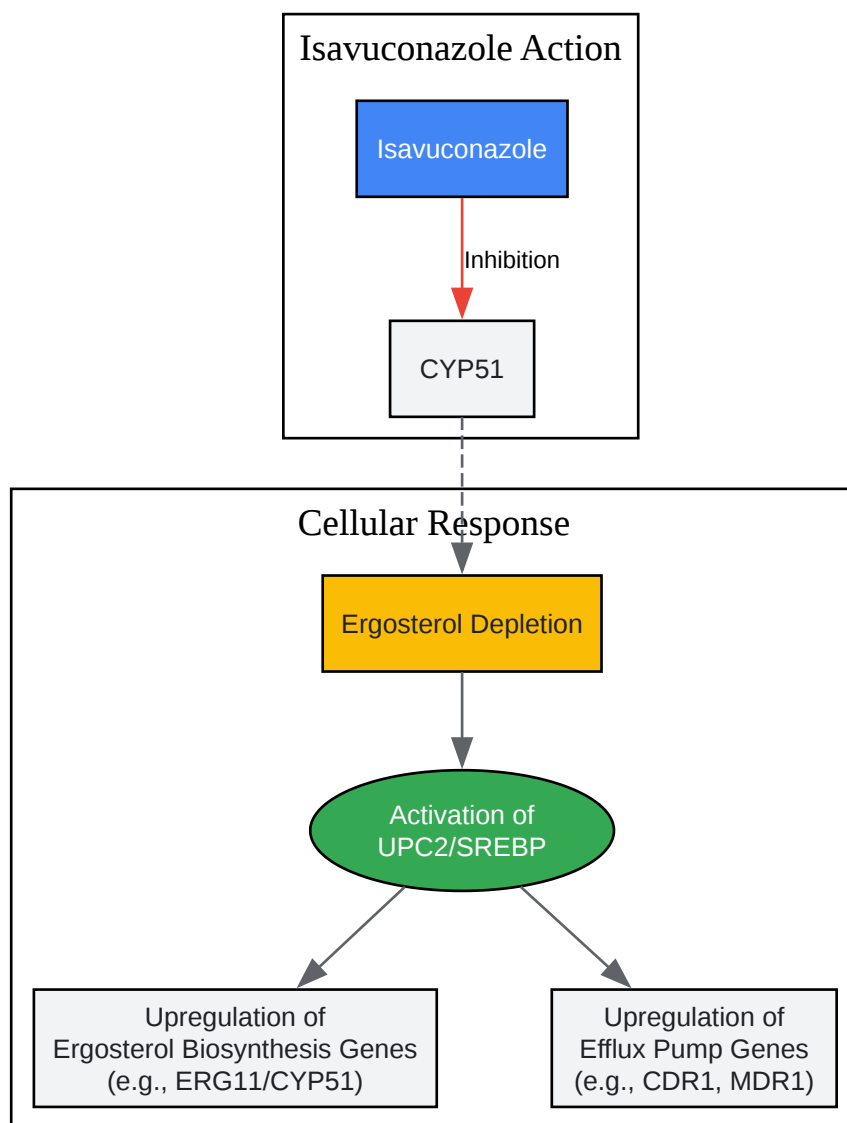 Isavuconazole Action
Isavuconazole
Inhibition
CYP51
Cellular Response
Ergosterol Depletion
Activation of
UPC2/SREBP
Upregulation of
Ergosterol Biosynthesis Genes
(e.g., ERG11/CYP51)
Upregulation of
Efflux Pump Genes
(e.g., CDR1, MDR1)